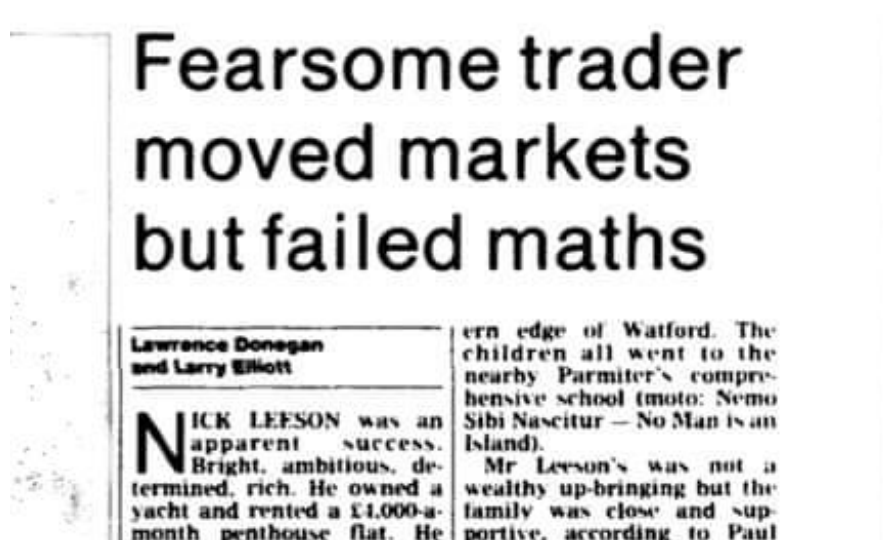 Fearsome trader
moved markets
but failed maths
Lawrence Donegan
and Larry Elliott
NICK LEESON was an
apparent success.
Bright, ambitious, de-
termined, rich. He owned a
yacht and rented a £4,000-a-
month penthouse flat. He
ern edge of Watford. The
children all went to the
nearby Parmiter's compre-
hensive school (moto: Nemo
Sibi Nascitur — No Man is an
Island).
Mr Leeson's was not a
wealthy up-bringing but the
family was close and sup-
portive, according to Paul